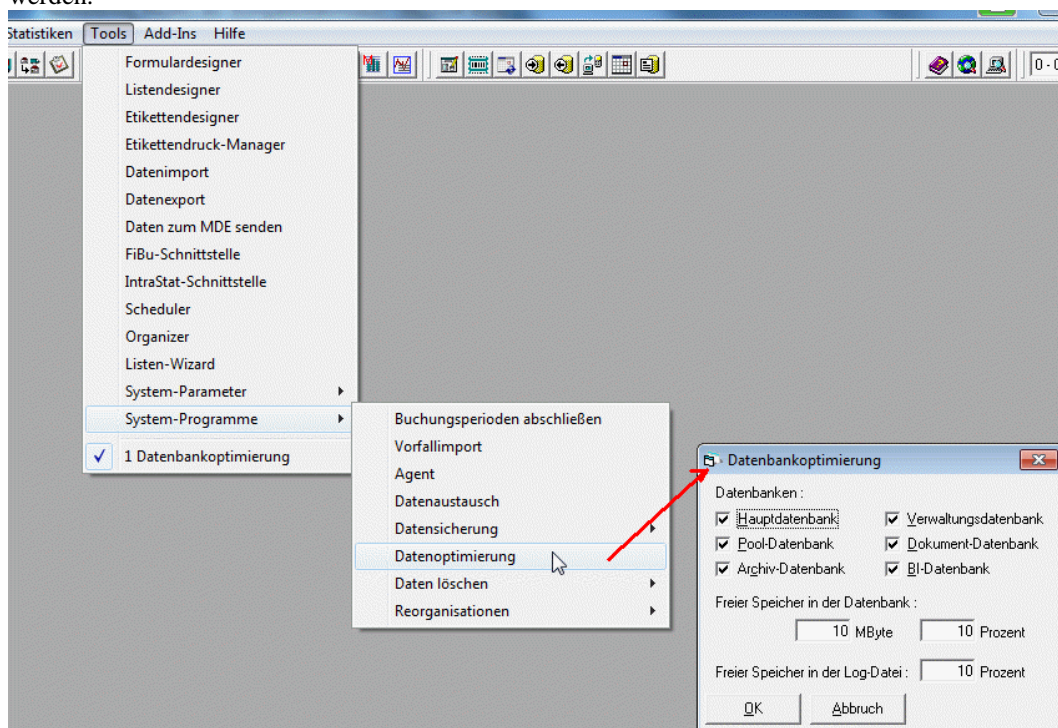 werden.
Statistiken Tools Add-Ins Hilfe
Formulardesigner
Listendesigner
Etikettendesigner
Etikettendruck-Manager
Datenimport
Datenexport
Daten zum MDE senden
FiBu-Schnittstelle
IntraStat-Schnittstelle
Scheduler
Organizer
Listen-Wizard
System-Parameter
System-Programme
1 Datenbankoptimierung
Buchungsperioden abschließen
Vorfallimport
Agent
Datenaustausch
Datensicherung
Datenoptimierung
Daten löschen
Reorganisationen
Datenbankoptimierung
Datenbanken :
Hauptdatenbank Verwaltungsdatenbank
Pool-Datenbank Dokument-Datenbank
Archiv-Datenbank BI-Datenbank
Freier Speicher in der Datenbank :
10 MByte 10 Prozent
Freier Speicher in der Log-Datei : 10 Prozent
OK Abbruch